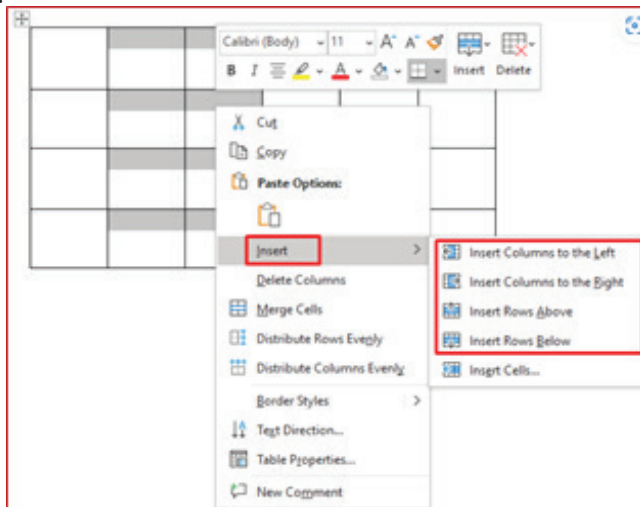 Calibri (Body) 11 A A
B I A Insert Delete
Cut
Copy
Paste Options:
Insert
Delete Columns
Merge Cells
Distribute Rows Evenly
Distribute Columns Evenly
Border Styles
Text Direction...
Table Properties...
New Comment
Insert Columns to the Left
Insert Columns to the Right
Insert Rows Above
Insert Rows Below
Insert Cells...